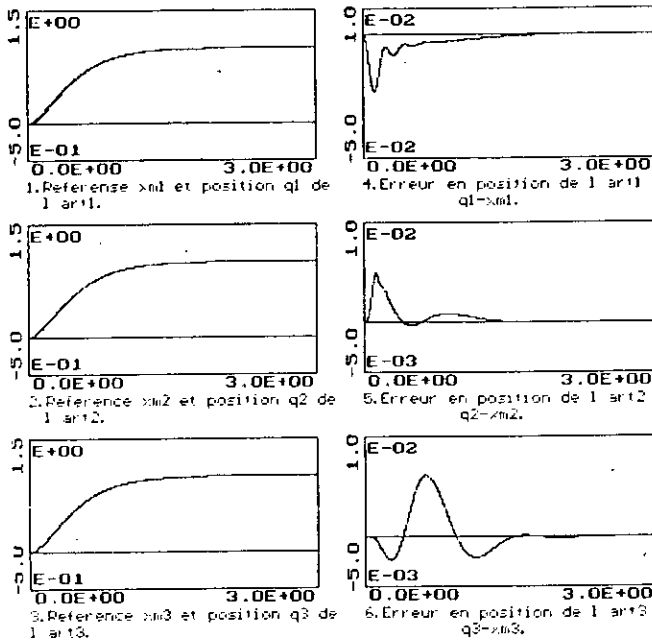 1.5
E+00
-5.0
E-01
0.0E+00 3.0E+00
1.Referense xm1 et position q1 de
l art1.
1.0
E-02
-5.0
E-02
0.0E+00 3.0E+00
4.Erreur en position de l art1
q1-xm1.
1.5
E+00
-5.0
E-01
0.0E+00 3.0E+00
2.Reference xm2 et position q2 de
l art2.
1.0
E-02
-5.0
E-03
0.0E+00 3.0E+00
5.Erreur en position de l art2
q2-xm2.
1.5
E+00
-5.0
E-01
0.0E+00 3.0E+00
3.Reference xm3 et position q3 de
l art3.
1.0
E-02
-5.0
E-03
0.0E+00 3.0E+00
6.Erreur en position de l art3
q3-xm3.